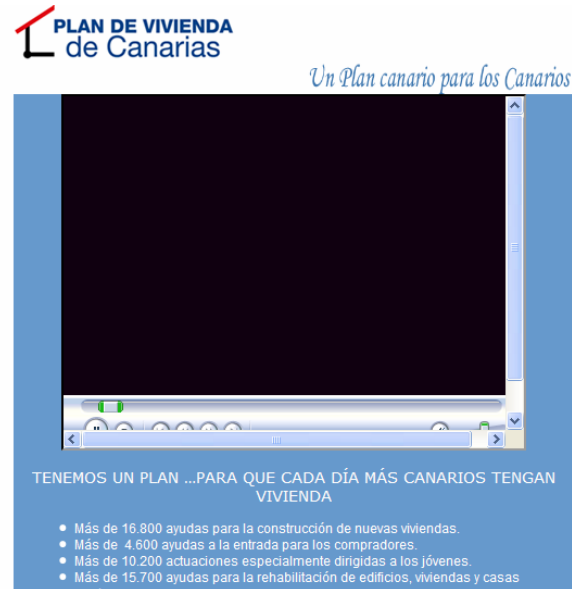 PLAN DE VIVIENDA
de Canarias
Un Plan canario para los Canarios
TENEMOS UN PLAN ...PARA QUE CADA DÍA MÁS CANARIOS TENGAN
VIVIENDA
Más de 16.800 ayudas para la construcción de nuevas viviendas.
Más de 4.600 ayudas a la entrada para los compradores.
Más de 10.200 actuaciones especialmente dirigidas a los jóvenes.
Más de 15.700 ayudas para la rehabilitación de edificios, viviendas y casas